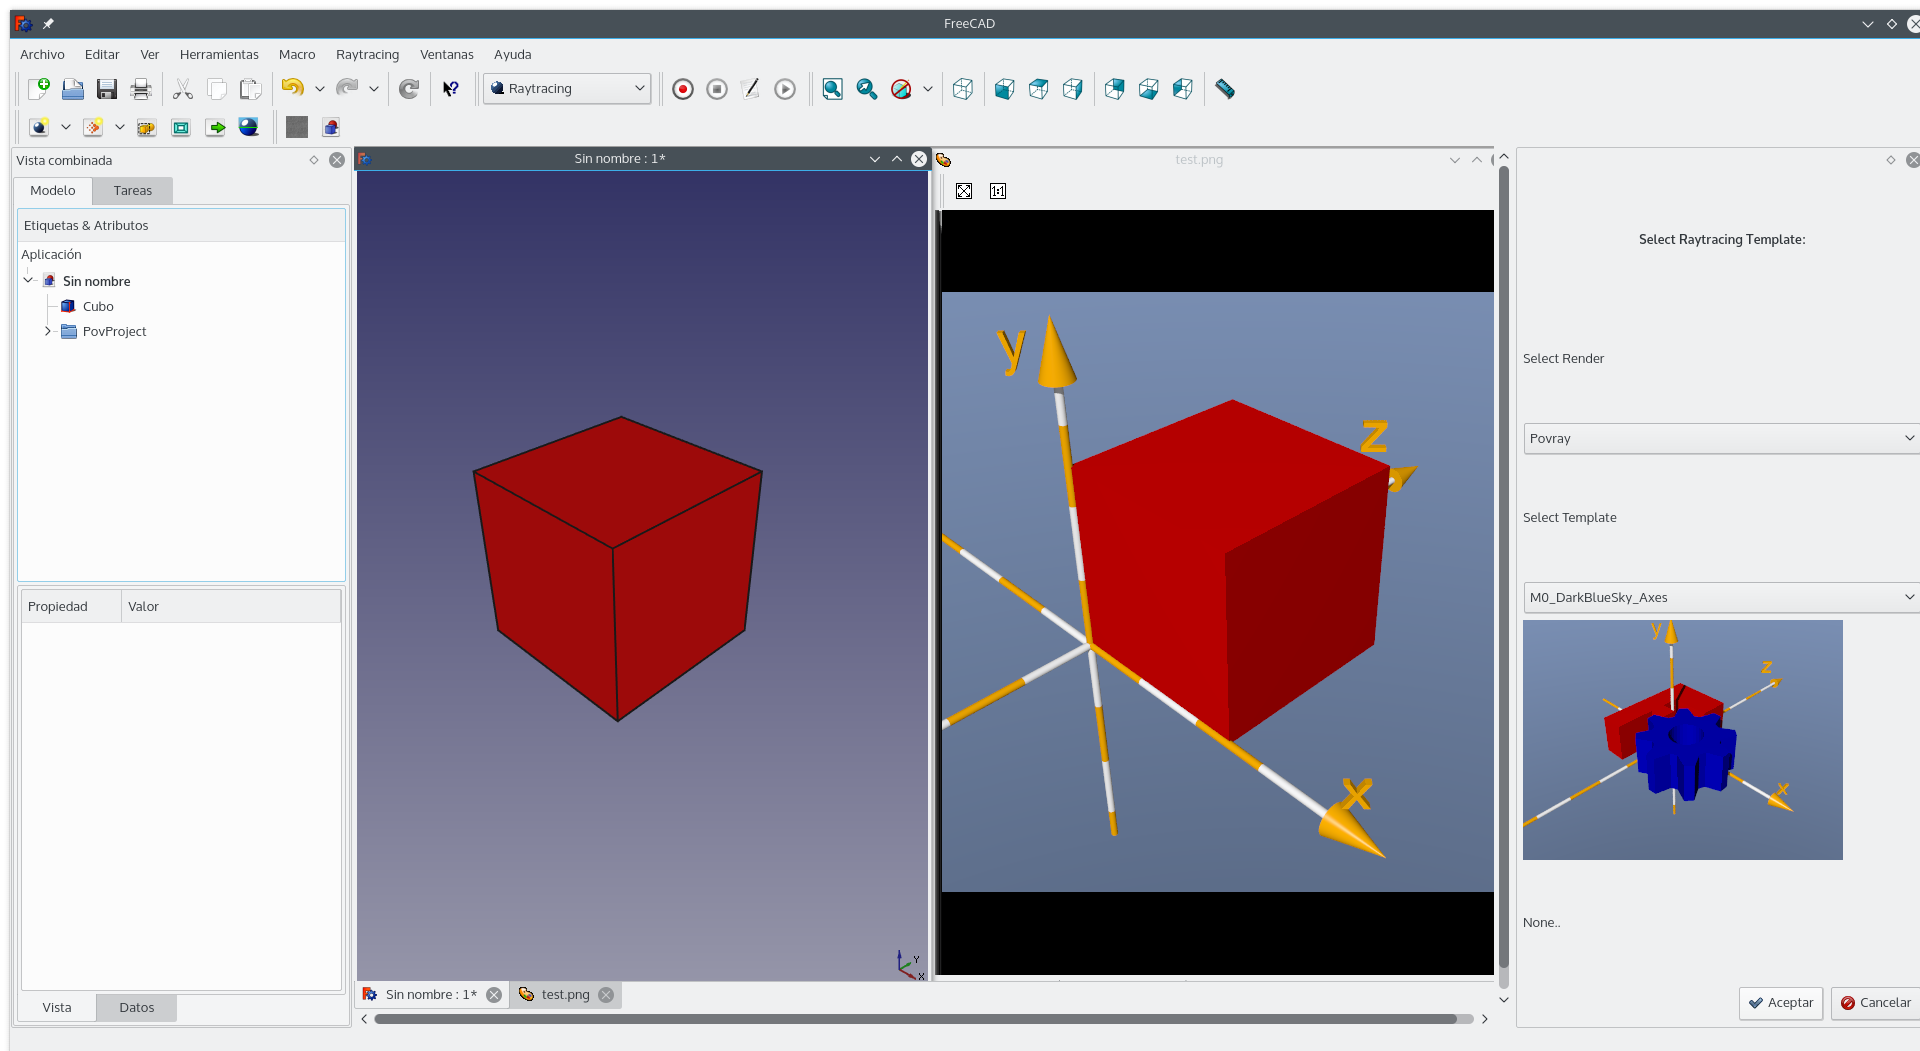 FreeCAD
Archivo Editar Ver Herramientas Macro Raytracing Ventanas Ayuda
Raytracing
Vista combinada
Modelo Tareas
Etiquetas & Atributos
Aplicación
Sin nombre
Cubo
PovProject
Propiedad Valor
Vista Datos
Sin nombre : 1*
Y
X
test.png
1:1
y
z
x
Sin nombre : 1* test.png
Select Raytracing Template:
Select Render
Povray
Select Template
M0_DarkBlueSky_Axes
y
z
x
None..
Aceptar Cancelar